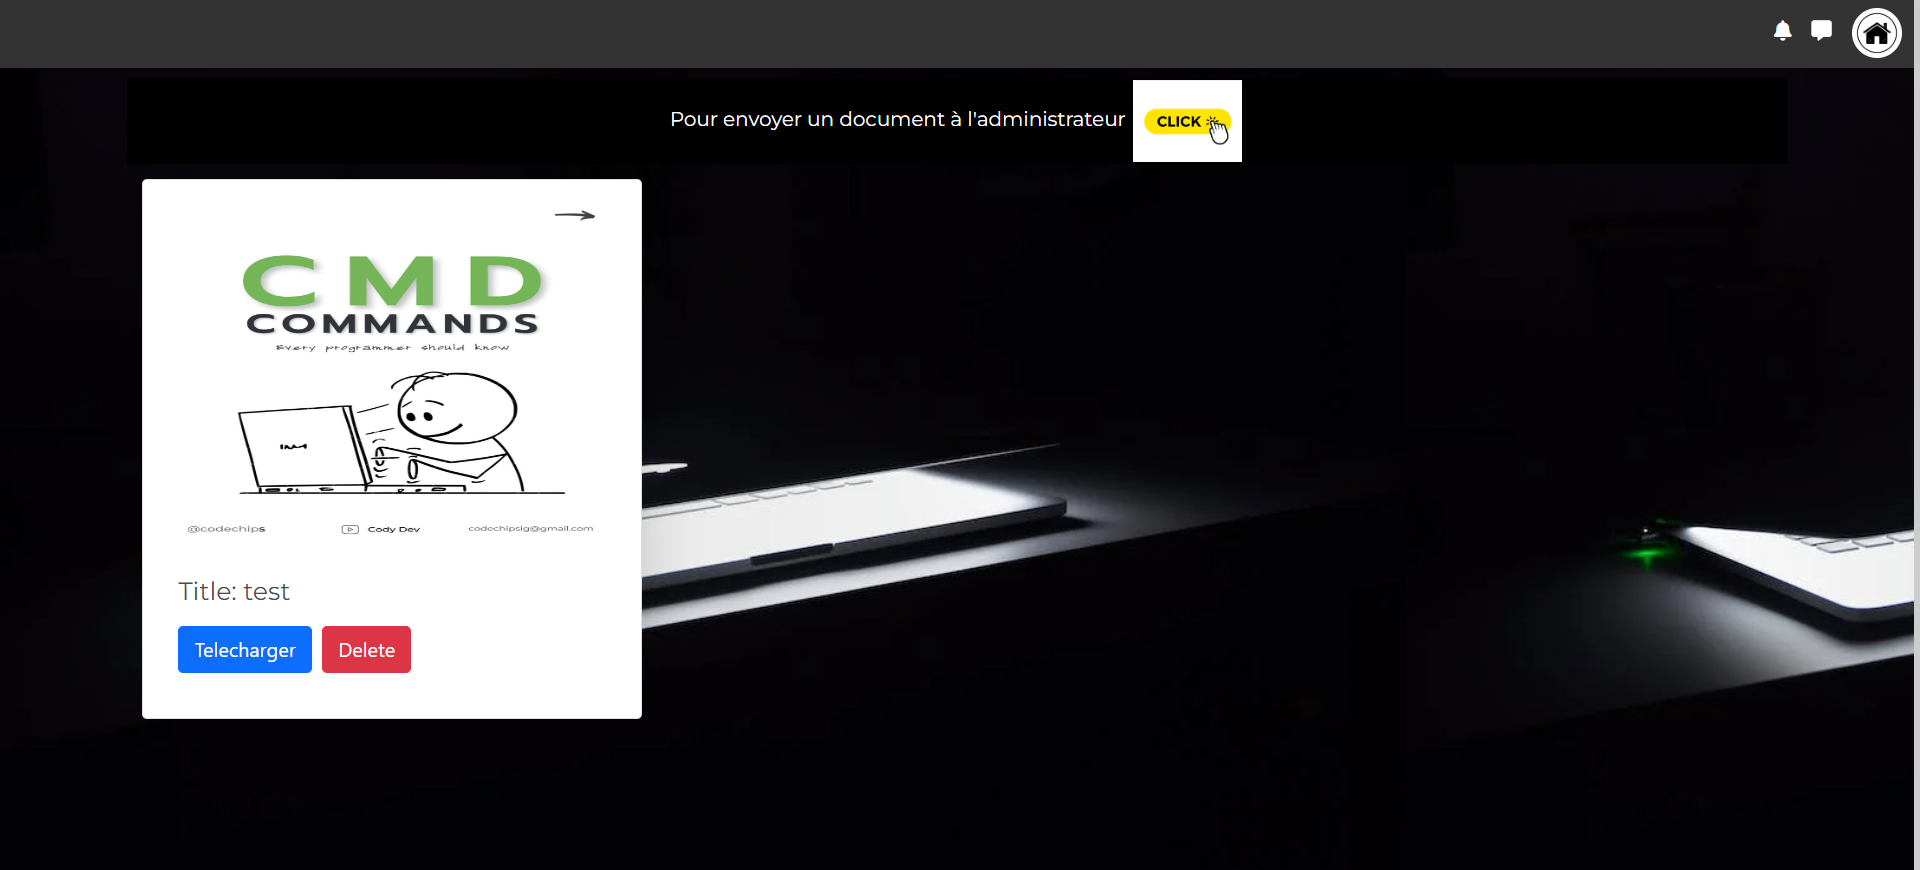 Pour envoyer un document à l'administrateur
CLICK
CMD
COMMANDS
Every programmer should know
@codechips
Cody Dev
codechipsig@gmail.com
Title: test
Telecharger
Delete